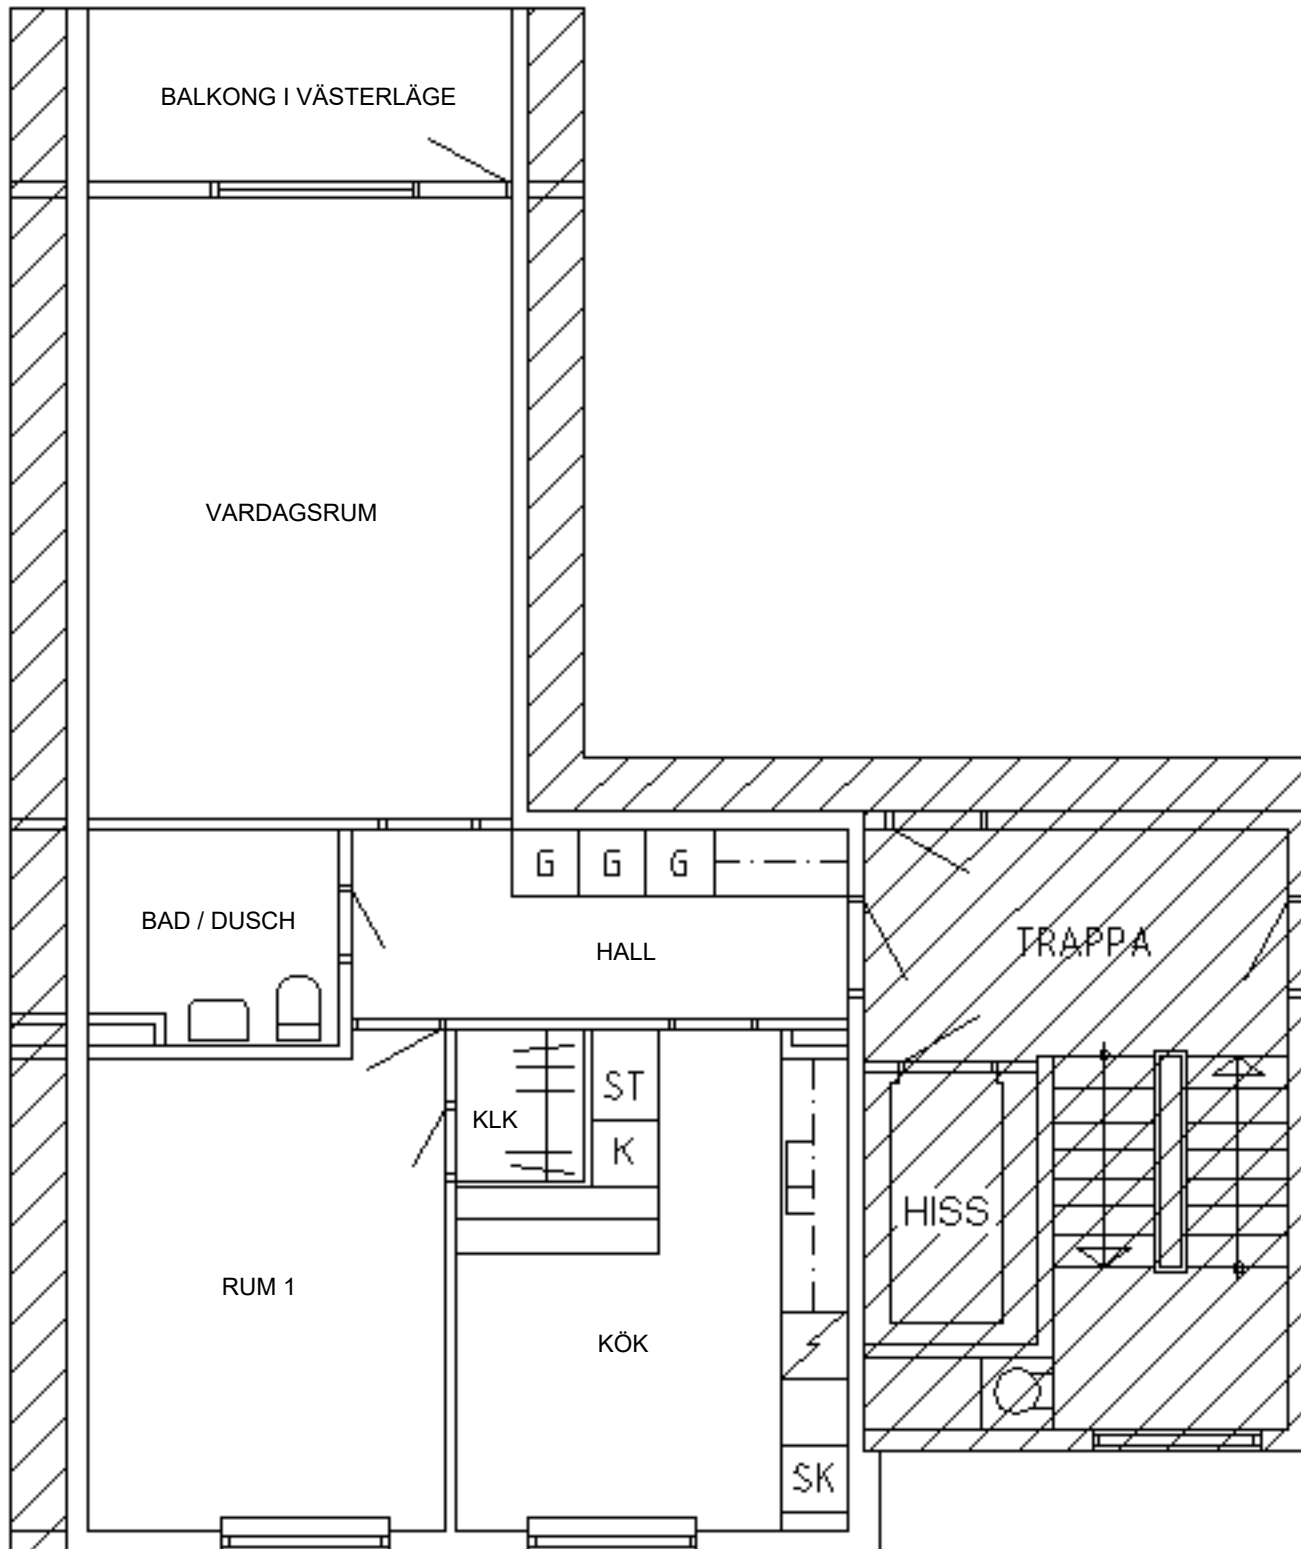 BALKONG I VÄSTERLÄGE
VARDAGSRUM
G G G
BAD / DUSCH
HALL
TRAPPA
ST
KLK
K
HISS
RUM 1
KÖK
SK